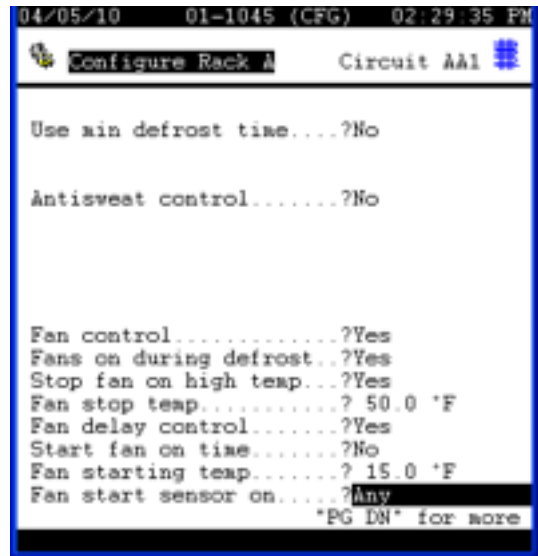 04/05/10 01-1045 (CFG) 02:29:35 PM
Configure Rack A Circuit AA1
Use min defrost time....?No
Antisweat control.......?No
Fan control.............?Yes
Fans on during defrost..?Yes
Stop fan on high temp...?Yes
Fan stop temp...........? 50.0 °F
Fan delay control.......?Yes
Start fan on time.......?No
Fan starting temp.......? 15.0 °F
Fan start sensor on.....?Any
"PG DN" for more